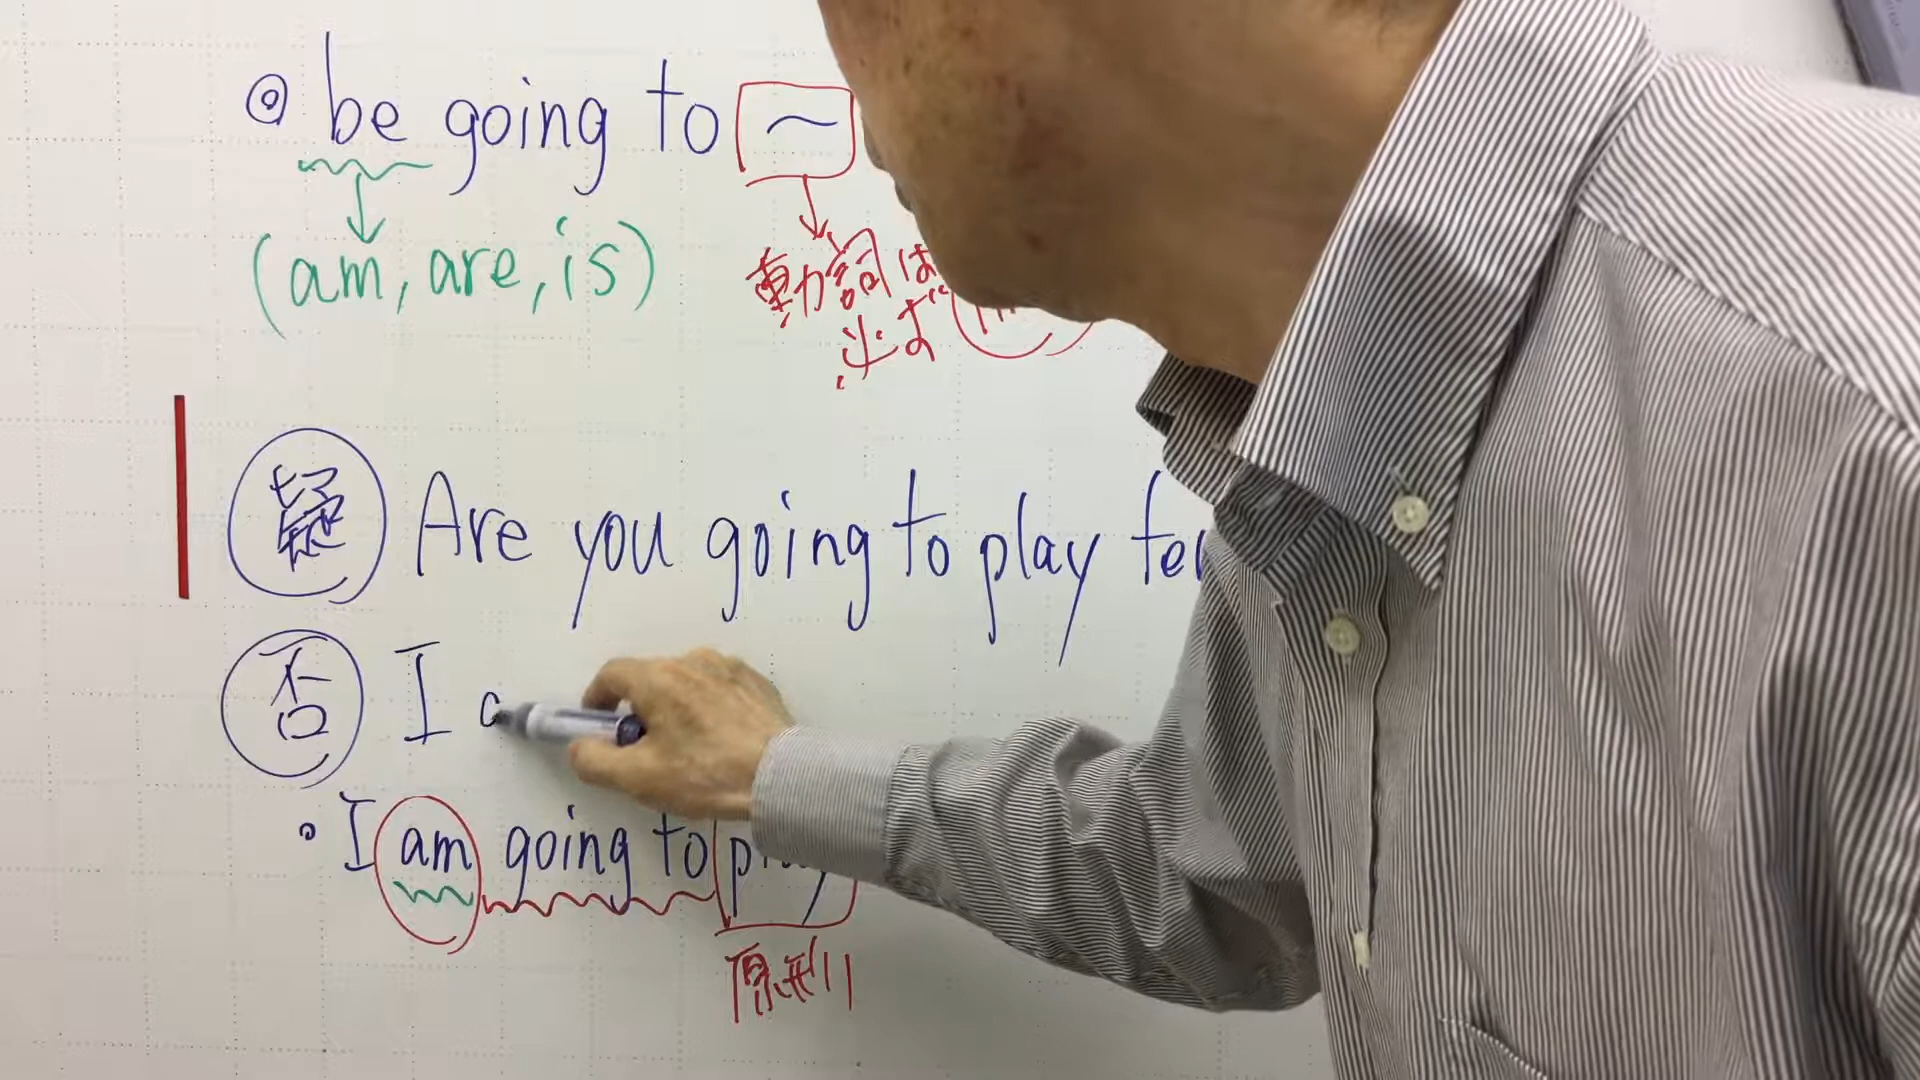 ◎ be going to 〜
(am, are, is)
動詞は
必ず
疑 Are you going to play
否 I
• I am going to play
原形